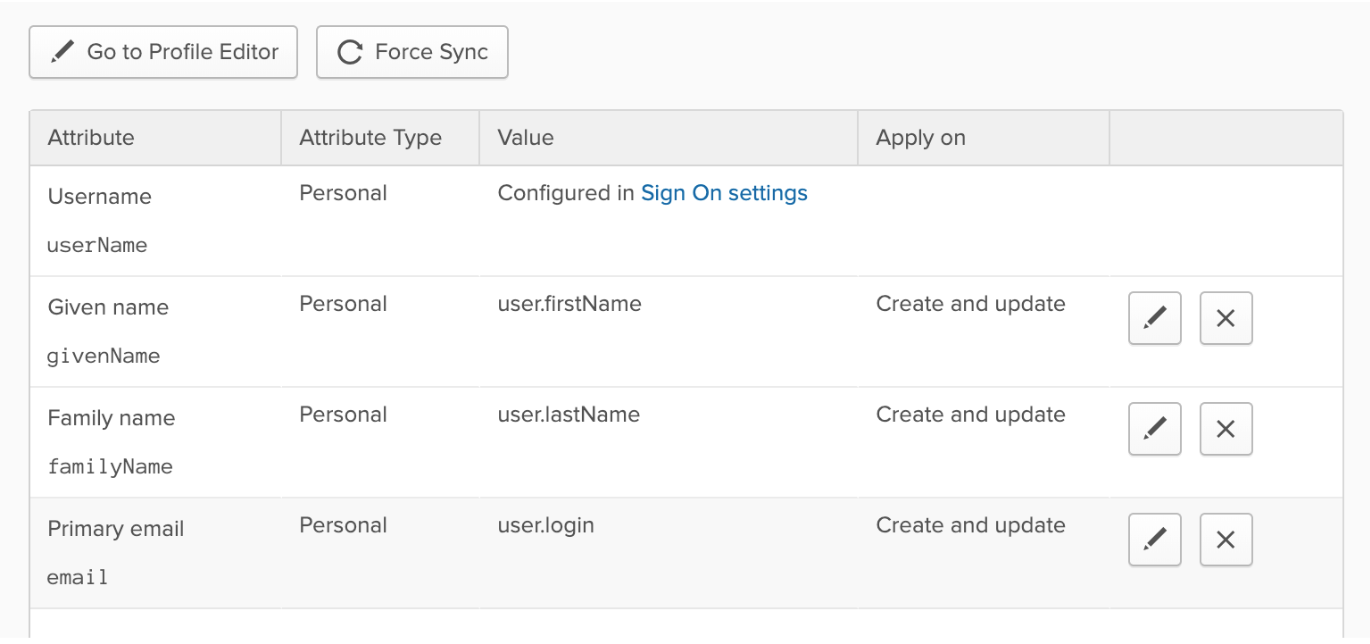 Go to Profile Editor Force Sync
Attribute Attribute Type Value Apply on
Username Personal Configured in Sign On settings
userName
Given name Personal user.firstName Create and update
givenName
Family name Personal user.lastName Create and update
familyName
Primary email Personal user.login Create and update
email